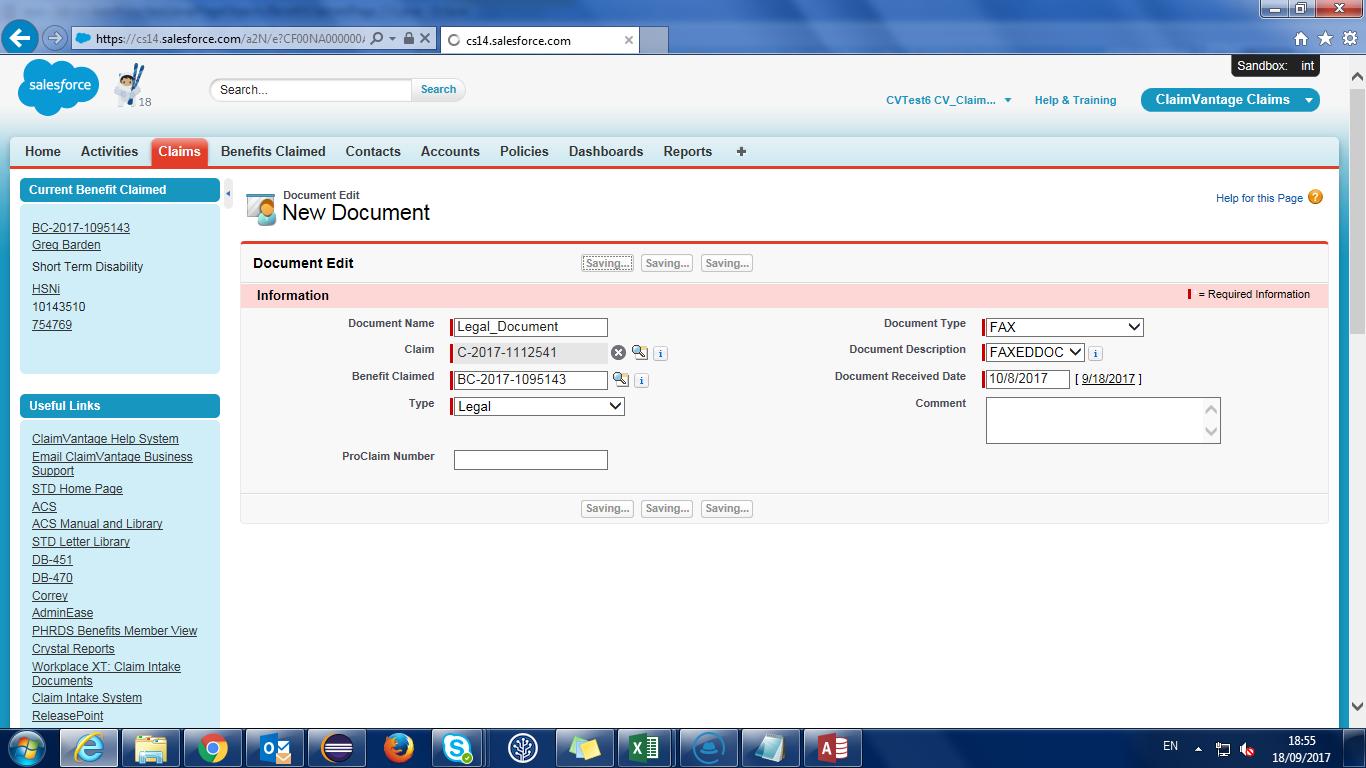 https://cs14.salesforce.com/a2N/e?CF00NA000000
cs14.salesforce.com
Sandbox: int
salesforce
18
Search...
Search
CVTest6 CV_Claim...
Help & Training
ClaimVantage Claims
Home Activities Claims Benefits Claimed Contacts Accounts Policies Dashboards Reports
Current Benefit Claimed
BC-2017-1095143
Greg Barden
Short Term Disability
HSNi
10143510
754769
Useful Links
ClaimVantage Help System
Email ClaimVantage Business
Support
STD Home Page
ACS
ACS Manual and Library
STD Letter Library
DB-451
DB-470
Correy
AdminEase
PHRDS Benefits Member View
Crystal Reports
Workplace XT: Claim Intake
Documents
Claim Intake System
ReleasePoint
Document Edit
New Document
Help for this Page
Document Edit
Saving... Saving... Saving...
Information
= Required Information
Document Name Legal_Document
Document Type FAX
Claim C-2017-1112541
Document Description FAXEDDOC
Benefit Claimed BC-2017-1095143
Document Received Date 10/8/2017 [ 9/18/2017 ]
Type Legal
Comment
ProClaim Number
Saving... Saving... Saving...
EN
18:55
18/09/2017